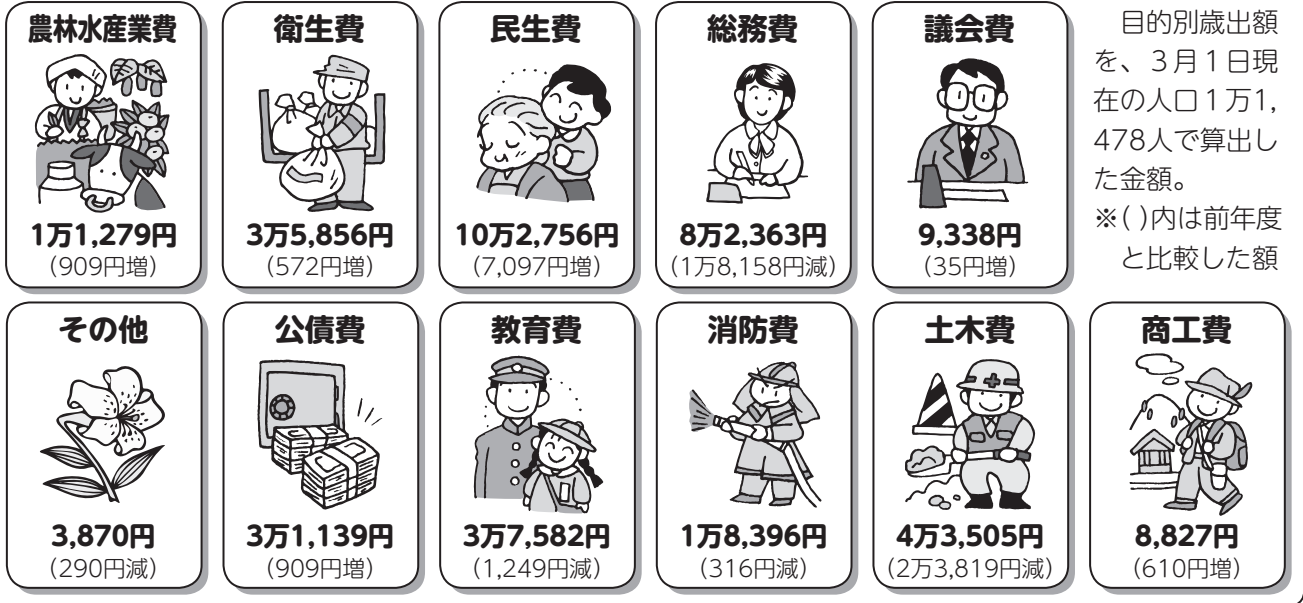 農林水産業費
1万1,279円
(909円増)
衛生費
3万5,856円
(572円増)
民生費
10万2,756円
(7,097円増)
総務費
8万2,363円
(1万8,158円減)
議会費
9,338円
(35円増)
目的別歳出額
を、3月1日現
在の人口1万1,
478人で算出し
た金額。
※( )内は前年度
と比較した額
その他
3,870円
(290円減)
公債費
3万1,139円
(909円増)
教育費
3万7,582円
(1,249円減)
消防費
1万8,396円
(316円減)
土木費
4万3,505円
(2万3,819円減)
商工費
8,827円
(610円増)